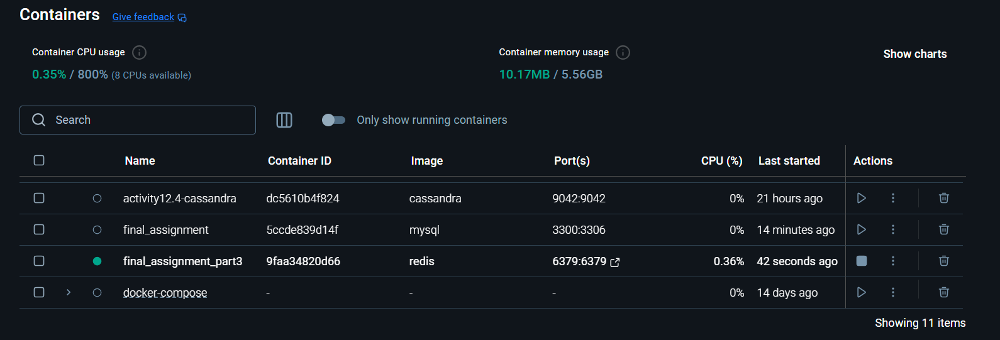 Containers Give feedback
Container CPU usage Container memory usage Show charts
0.35% / 800% (8 CPUs available) 10.17MB / 5.56GB
Search Only show running containers
Name Container ID Image Port(s) CPU (%) Last started Actions
activity12.4-cassandra dc5610b4f824 cassandra 9042:9042 0% 21 hours ago
final_assignment 5ccde839d14f mysql 3300:3306 0% 14 minutes ago
final_assignment_part3 9faa34820d66 redis 6379:6379 0.36% 42 seconds ago
docker-compose - - - 0% 14 days ago
Showing 11 items